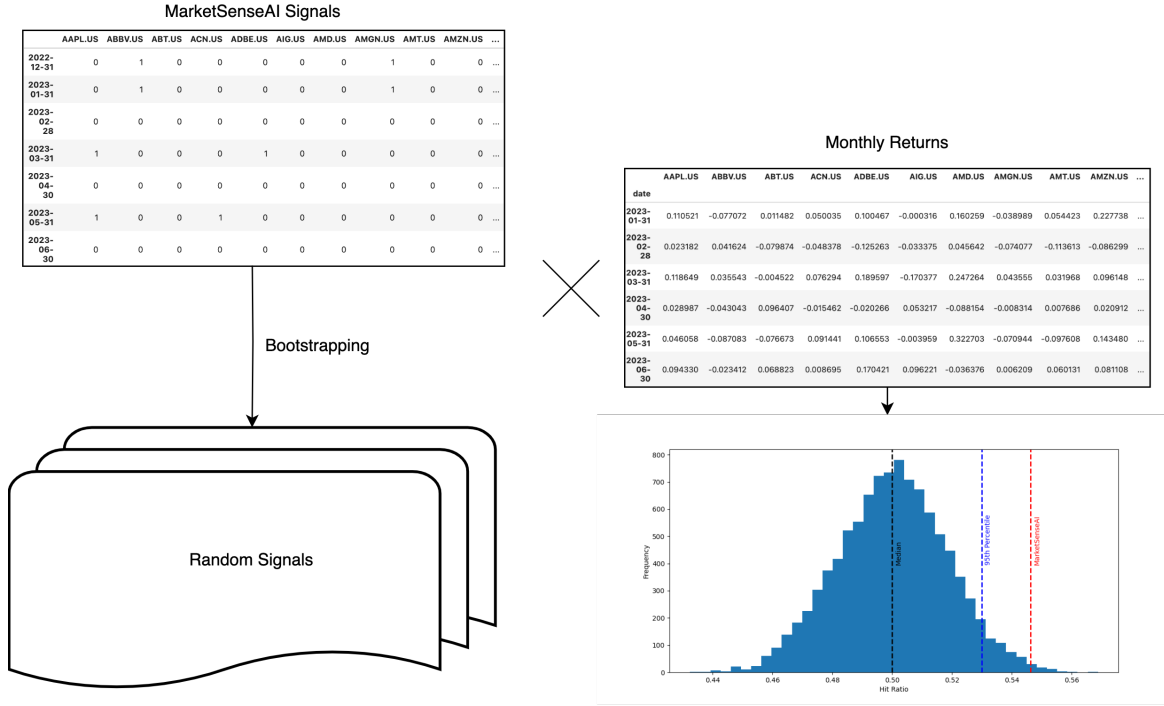 MarketSenseAI Signals
AAPL.US ABBV.US ABT.US ACN.US ADBE.US AIG.US AMD.US AMGN.US AMT.US AMZN.US ...
2022-
12-31 0 1 0 0 0 0 0 1 0 0 ...
2023-
01-31 0 1 0 0 0 0 0 1 0 0 ...
2023-
02-
28 0 0 0 0 0 0 0 0 0 0 ...
2023-
03-31 1 0 0 0 1 0 0 0 0 0 ...
2023-
04-
30 0 0 0 0 0 0 0 0 0 0 ...
2023-
05-31 1 0 0 1 0 0 0 0 0 0 ...
2023-
06-
30 0 0 0 0 0 0 0 0 0 0 ...
Bootstrapping
Random Signals
Monthly Returns
AAPL.US ABBV.US ABT.US ACN.US ADBE.US AIG.US AMD.US AMGN.US AMT.US AMZN.US ...
date
2023-
01-31 0.110521 -0.077072 0.011482 0.050035 0.100467 -0.000316 0.160259 -0.038989 0.054423 0.227738 ...
2023-
02-
28 0.023182 0.041624 -0.079874 -0.048378 -0.125263 -0.033375 0.045642 -0.074077 -0.113613 -0.086299 ...
2023-
03-31 0.118649 0.035543 -0.004522 0.076294 0.189597 -0.170377 0.247264 0.043555 0.031968 0.096148 ...
2023-
04-
30 0.028987 -0.043043 0.096407 -0.015462 -0.020266 0.053217 -0.088154 -0.008314 0.007686 0.020912 ...
2023-
05-31 0.046058 -0.087083 -0.076673 0.091441 0.106553 -0.003959 0.322703 -0.070944 -0.097608 0.143480 ...
2023-
06-
30 0.094330 -0.023412 0.068823 0.008695 0.170421 0.096221 -0.036376 0.006209 0.060131 0.081108 ...
800
700
600
500
400
300
200
100
0
Frequency
Median
95th Percentile
MarketSenseAI
0.44 0.46 0.48 0.50 0.52 0.54 0.56
Hit Ratio